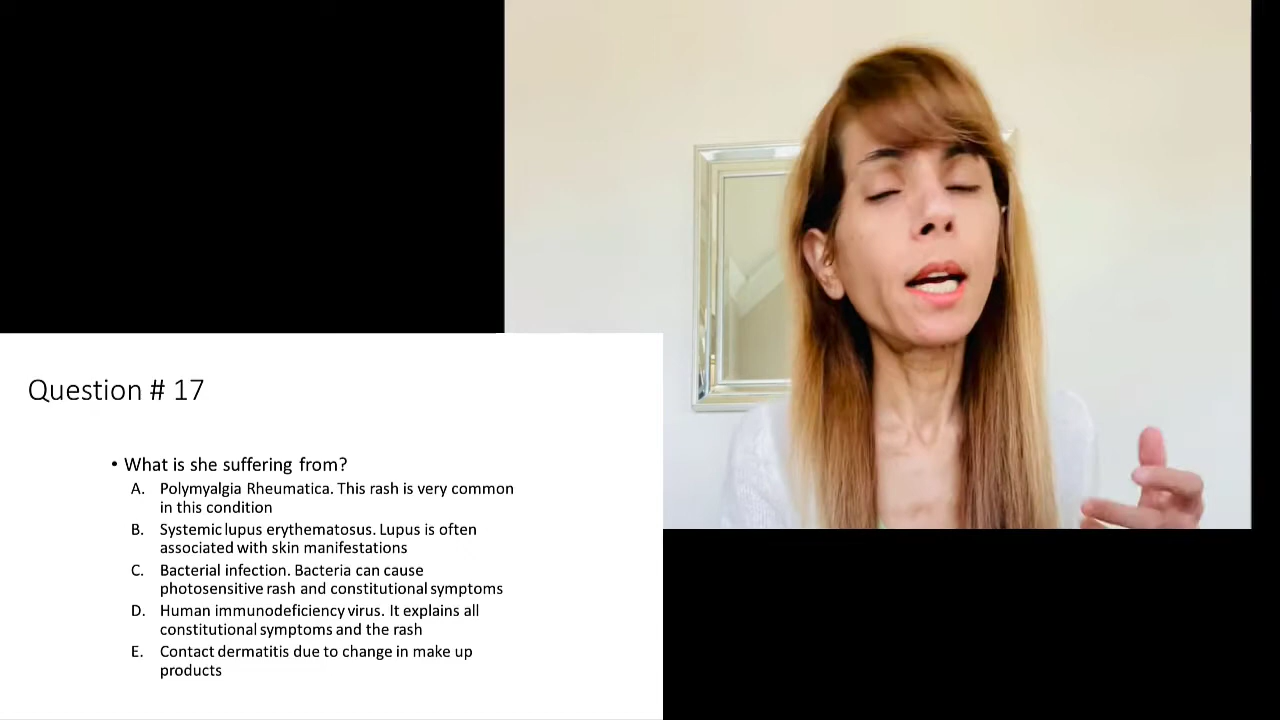 Question # 17
• What is she suffering from?
A. Polymyalgia Rheumatica. This rash is very common
in this condition
B. Systemic lupus erythematosus. Lupus is often
associated with skin manifestations
C. Bacterial infection. Bacteria can cause
photosensitive rash and constitutional symptoms
D. Human immunodeficiency virus. It explains all
constitutional symptoms and the rash
E. Contact dermatitis due to change in make up
products